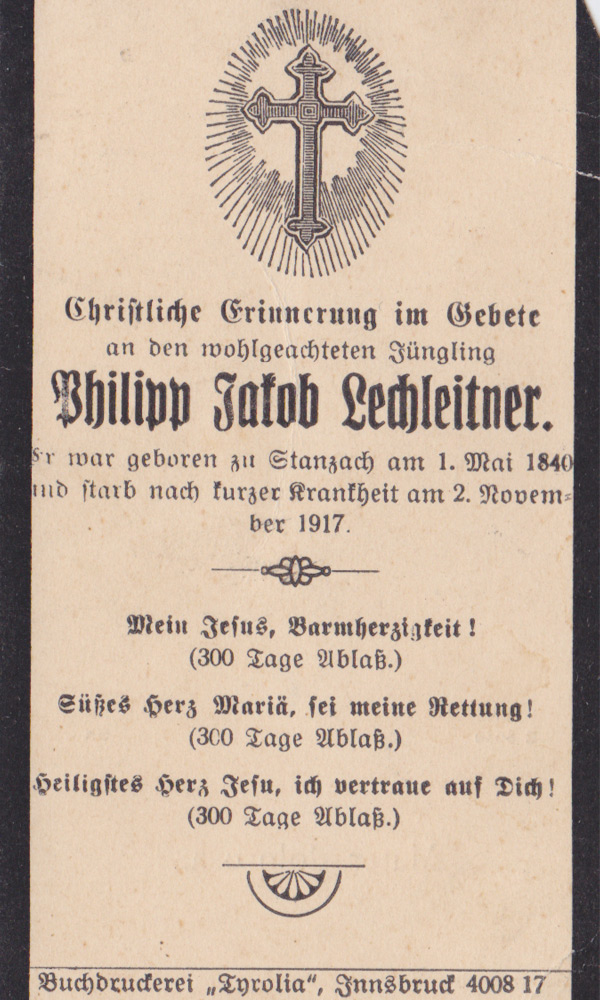 Christliche Erinnerung im Gebete
an den wohlgeachteten Jüngling
Philipp Jakob Lechleitner.
Er war geboren zu Stanzach am 1. Mai 1840
und starb nach kurzer Krankheit am 2. Novem-
ber 1917.
Mein Jesus, Barmherzigkeit!
(300 Tage Ablaß.)
Süßes Herz Mariä, sei meine Rettung!
(300 Tage Ablaß.)
Heiligstes Herz Jesu, ich vertraue auf Dich!
(300 Tage Ablaß.)
Buchdruckerei „Tyrolia“, Innsbruck 4008 17